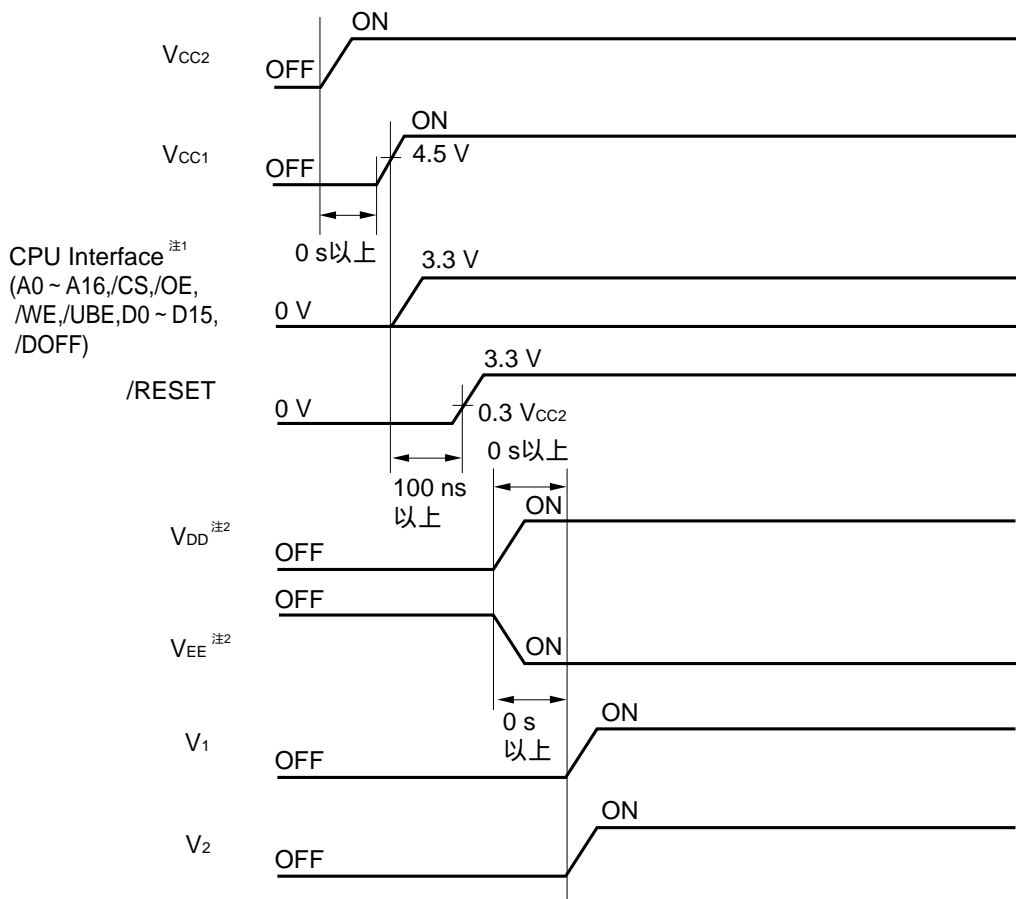 ON
VCC2
OFF
ON
VCC1
OFF
4.5 V
0 s以上
CPU Interface 注1
(A0 ~ A16,/CS,/OE,
/WE,/UBE,D0 ~ D15,
/DOFF)
3.3 V
0 V
3.3 V
/RESET
0 V
0.3 VCC2
0 s以上
100 ns
以上
ON
VDD 注2
OFF
OFF
VEE 注2
ON
0 s
以上
ON
V1
OFF
ON
V2
OFF